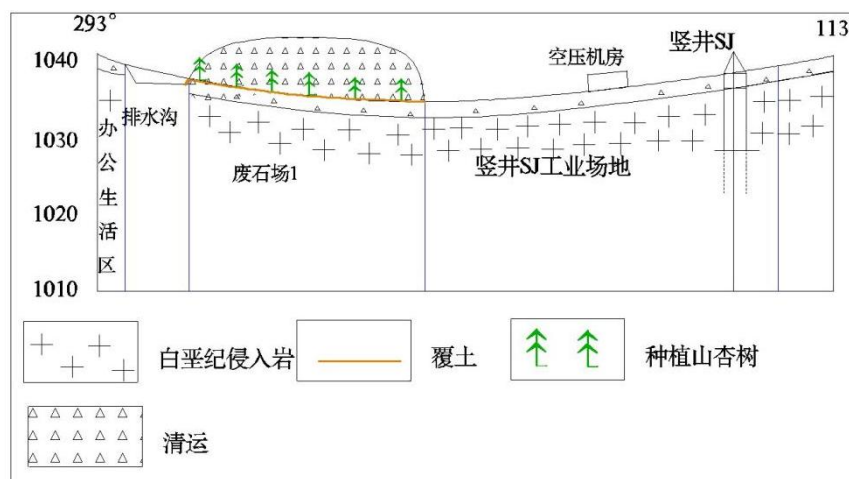 293°
113
1040
1030
1020
1010
竖井SJ
空压机房
排水沟
办公生活区
废石场1
竖井SJ工业场地
白垩纪侵入岩
覆土
种植山杏树
清运